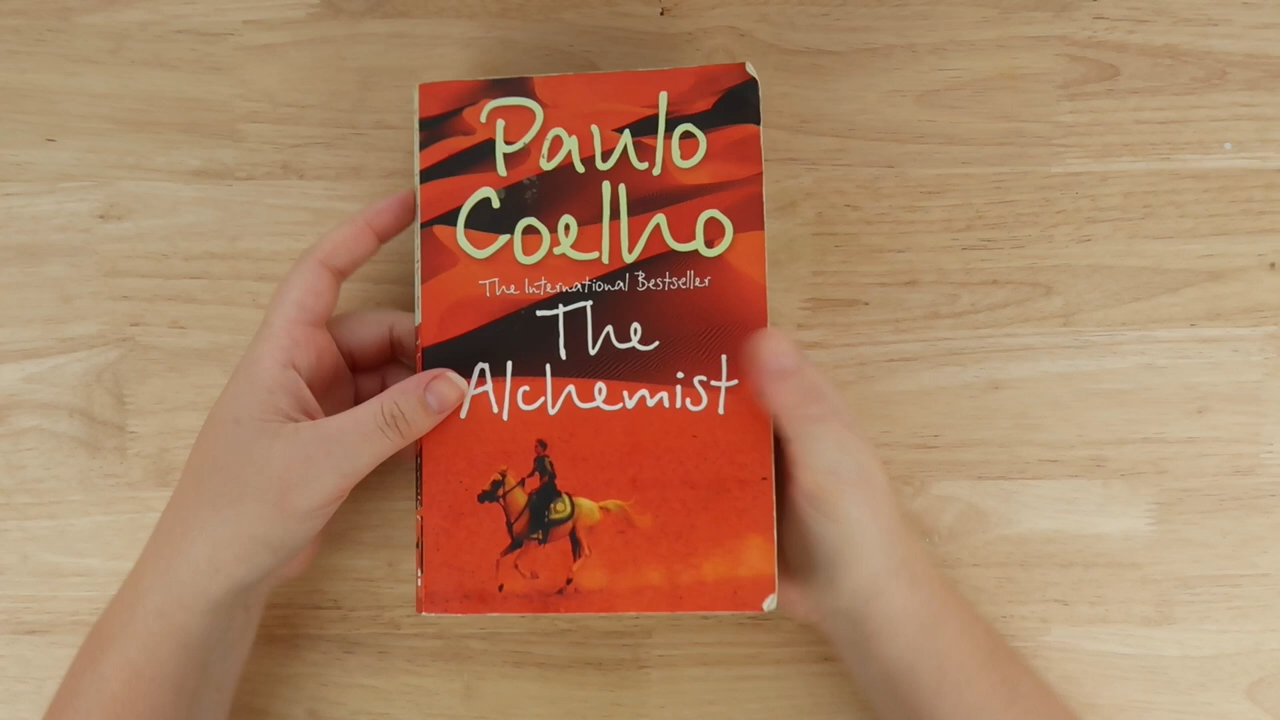 Paulo
Coelho
The International Bestseller
The
Alchemist